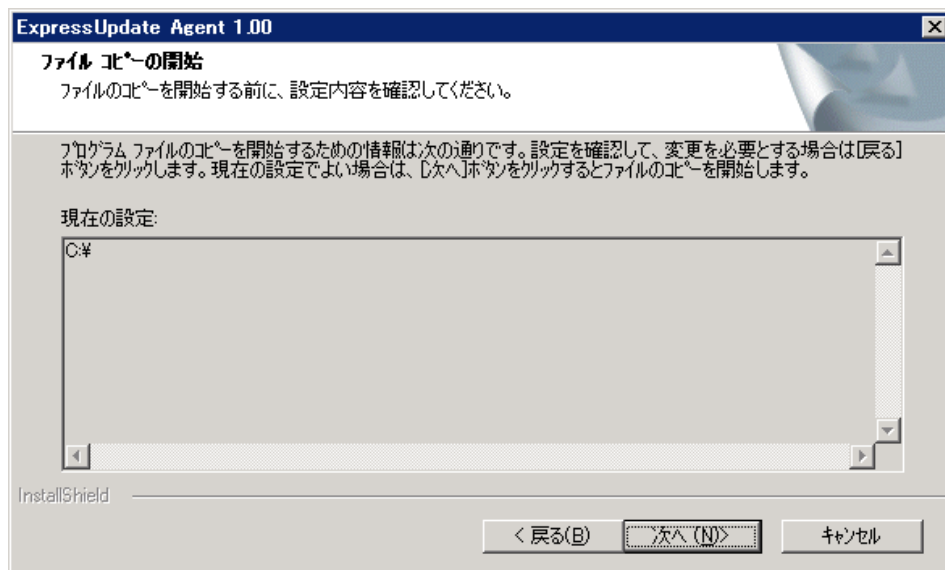 ExpressUpdate Agent 1.00
ファイル コピーの開始
ファイルのコピーを開始する前に、設定内容を確認してください。
プログラム ファイルのコピーを開始するための情報は次の通りです。設定を確認して、変更を必要とする場合は[戻る]
ボタンをクリックします。現在の設定でよい場合は、[次へ]ボタンをクリックするとファイルのコピーを開始します。
現在の設定:
C:¥
InstallShield
< 戻る(B)
次へ (N)>
キャンセル